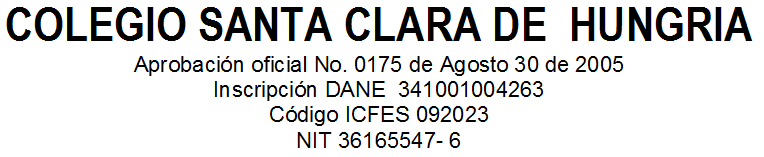 COLEGIO SANTA CLARA DE HUNGRIA
Aprobación oficial No. 0175 de Agosto 30 de 2005
Inscripción DANE 341001004263
Código ICFES 092023
NIT 36165547- 6